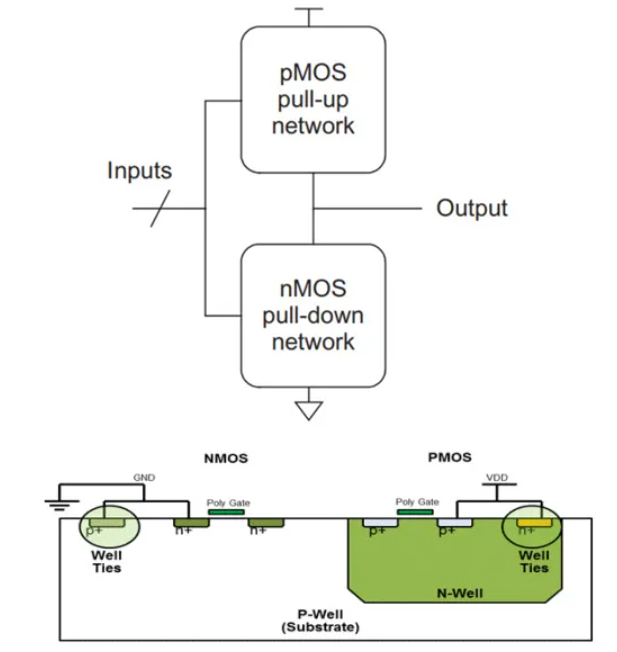 pMOS
pull-up
network
Inputs
Output
nMOS
pull-down
network
NMOS
PMOS
GND
VDD
Poly Gate
Poly Gate
p+
n+
n+
p+
p+
n+
Well
Ties
Well
Ties
N-Well
P-Well
(Substrate)